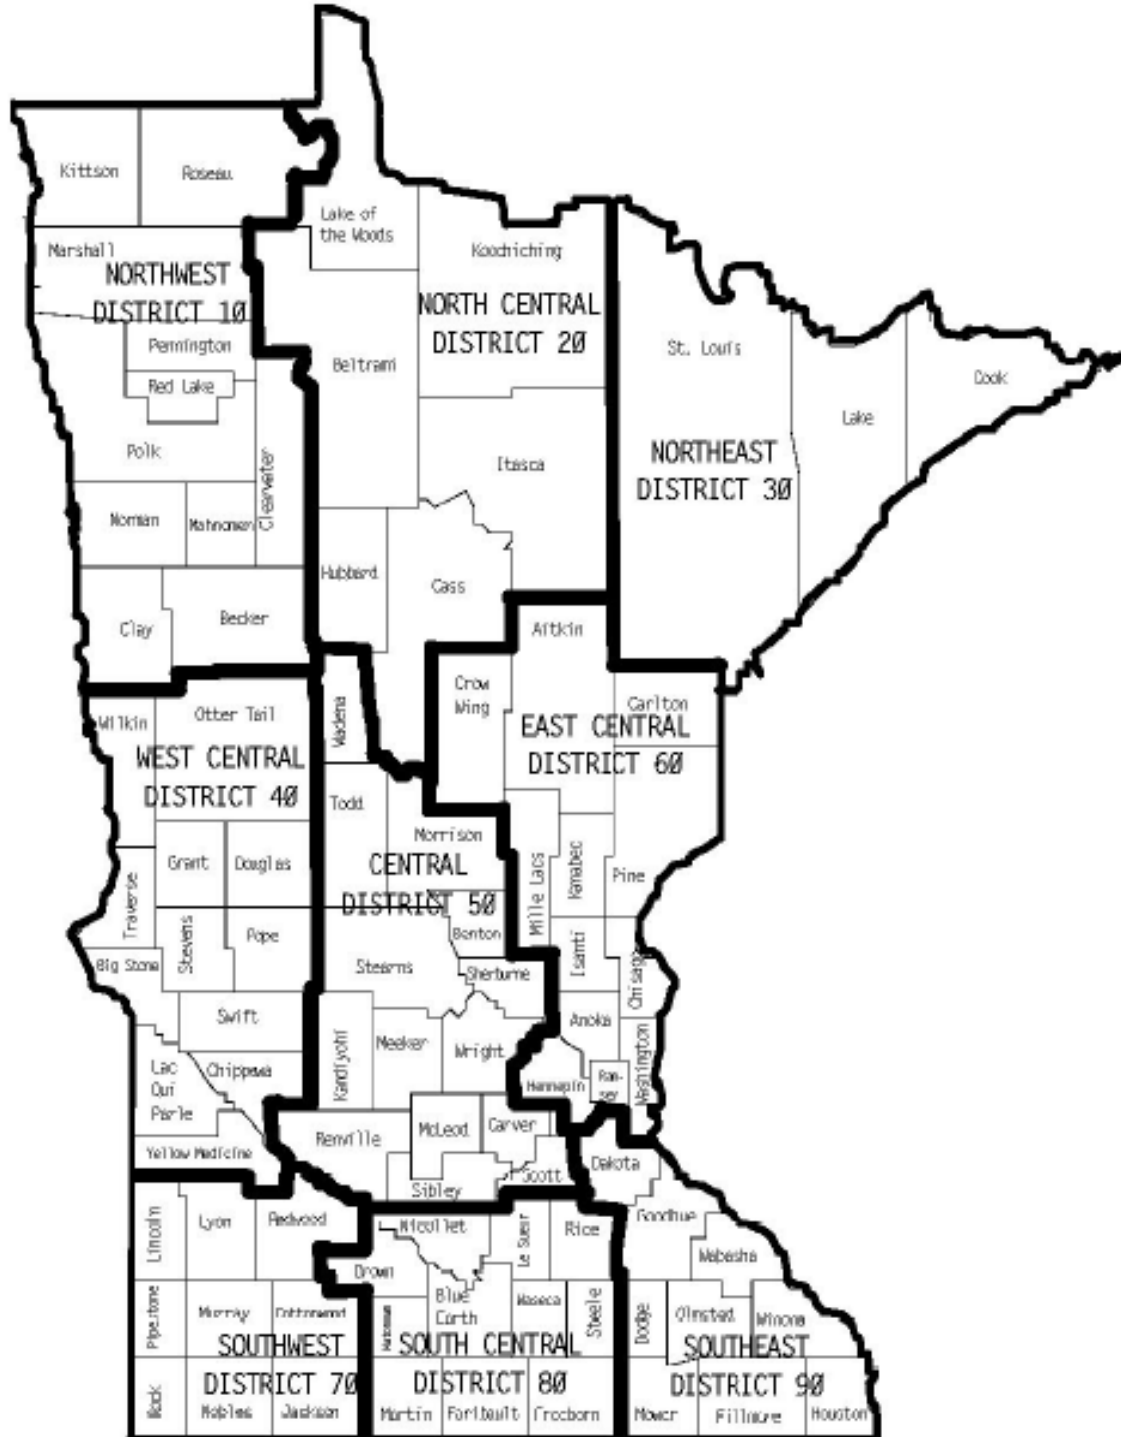 Kittson
Roseau
Lake of
the Woods
Koochiching
Marshall
NORTHWEST
DISTRICT 10
NORTH CENTRAL
DISTRICT 20
Pennington
Red Lake
Beltrami
St. Louis
Lake
Cook
Polk
Clearwater
Itasca
NORTHEAST
DISTRICT 30
Norman
Mahnomen
Hubbard
Cass
Clay
Becker
Aitkin
Wilkin
Otter Tail
Wadena
Crow
Wing
Carlton
WEST CENTRAL
DISTRICT 40
EAST CENTRAL
DISTRICT 60
Todd
Morrison
Grant
Douglas
CENTRAL
DISTRICT 50
Mille Lacs
Kanabec
Pine
Traverse
Stevens
Pope
Benton
Isanti
Big Stone
Stearns
Sherburne
Chisago
Swift
Anoka
Lac
Qui
Parle
Chippewa
Kandiyohi
Meeker
Wright
Hennepin
Ram-
sey
Washington
Yellow Medicine
Renville
McLeod
Carver
Scott
Dakota
Sibley
Lincoln
Lyon
Redwood
Nicollet
Le Sueur
Rice
Goodhue
Wabasha
Brown
Pipestone
Murray
Cottonwood
Blue
Earth
Waseca
Steele
Dodge
Olmsted
Winona
SOUTHWEST
DISTRICT 70
SOUTH CENTRAL
DISTRICT 80
SOUTHEAST
DISTRICT 90
Rock
Nobles
Jackson
Martin
Faribault
Freeborn
Mower
Fillmore
Houston